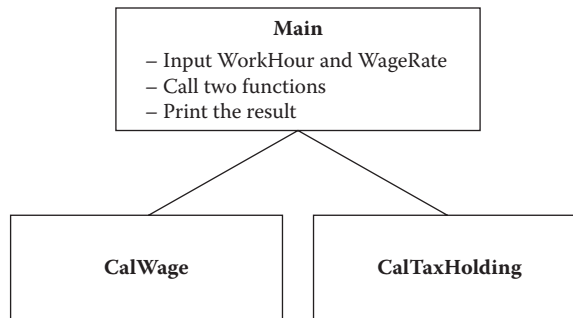 Main
– Input WorkHour and WageRate
– Call two functions
– Print the result
CalWage
CalTaxHolding